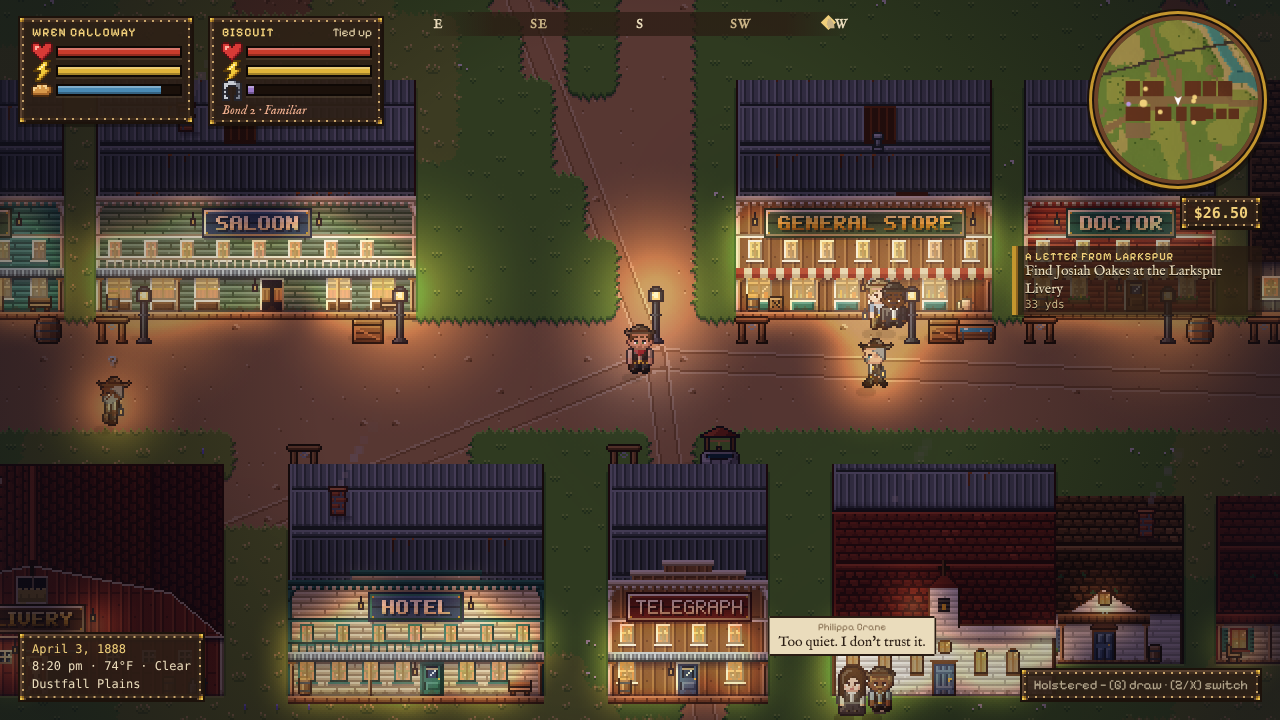 WREN CALLOWAY
BISCUIT Tied up
Bond 2 · Familiar
E SE S SW W
$26.50
A LETTER FROM LARKSPUR
Find Josiah Oakes at the Larkspur
Livery
33 yds
SALOON
GENERAL STORE
DOCTOR
?
LIVERY
HOTEL
TELEGRAPH
Philippa Crane
Too quiet. I don't trust it.
April 3, 1888
8:20 pm · 74°F · Clear
Dustfall Plains
Holstered - (G) draw · (2/X) switch